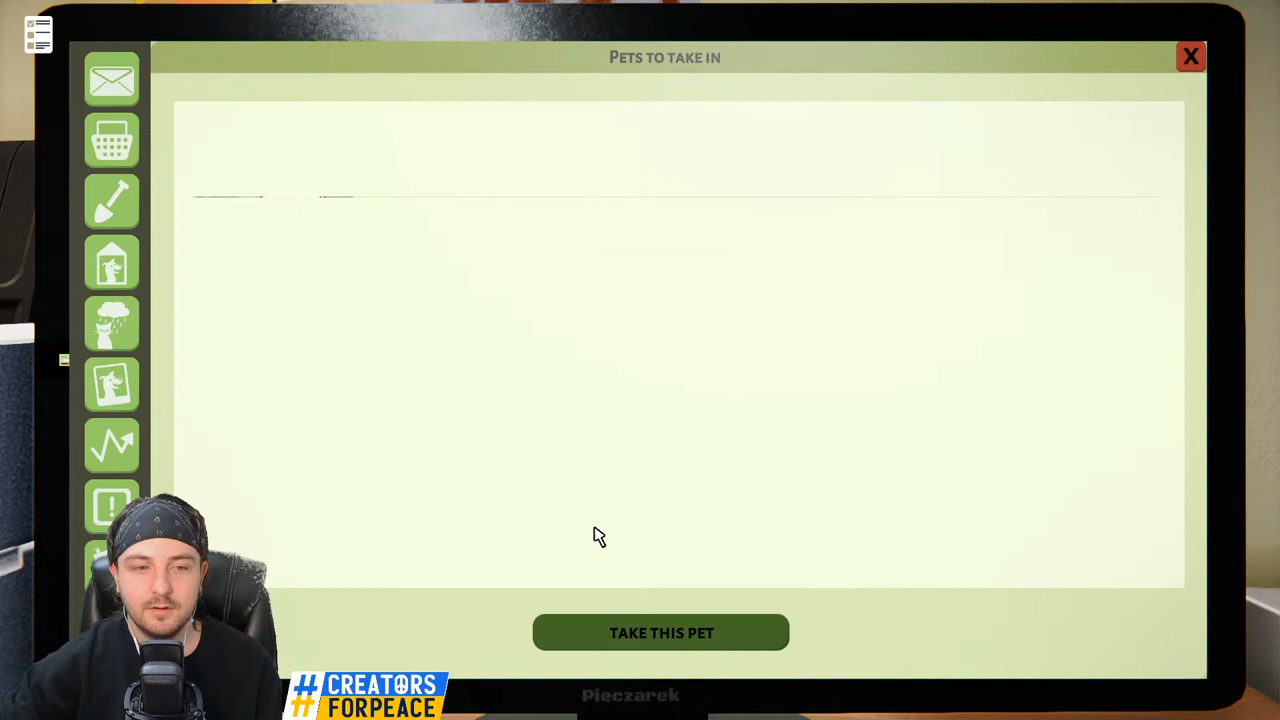 Pets to take in
X
TAKE THIS PET
#CREATORS
#FORPEACE
Pieczarek